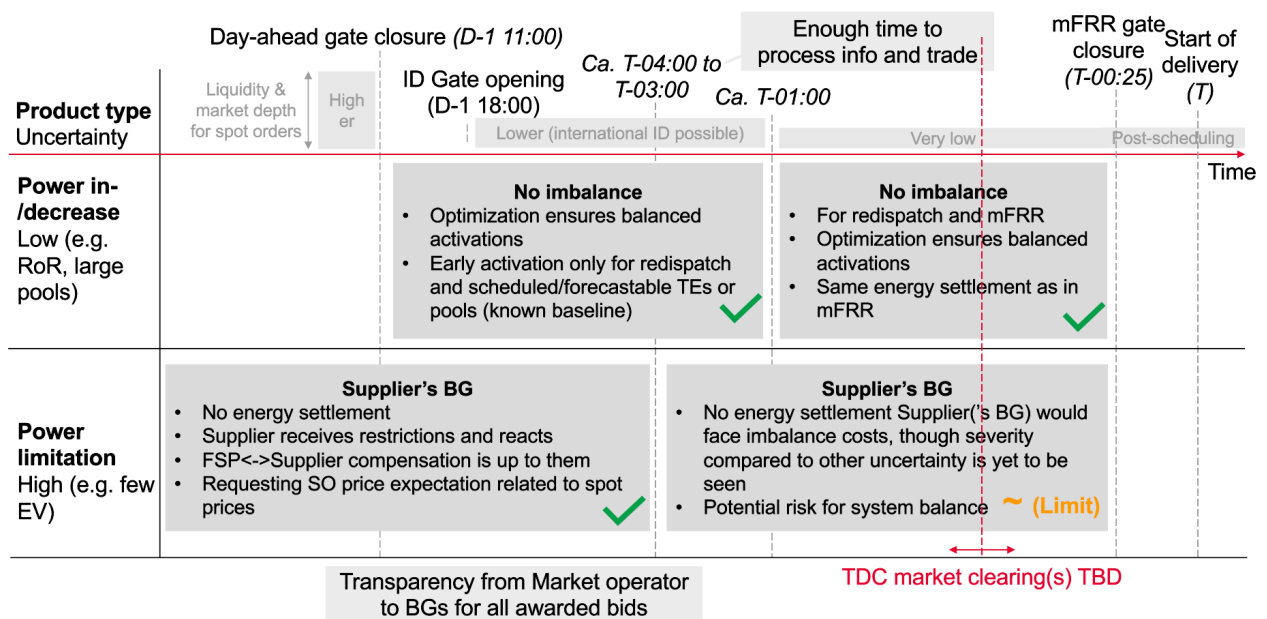 Day-ahead gate closure (D-1 11:00)
ID Gate opening
(D-1 18:00)
Ca. T-04:00 to
T-03:00
Enough time to
process info and trade
Ca. T-01:00
mFRR gate
closure
(T-00:25)
Start of
delivery
(T)
Product type
Uncertainty
Liquidity &
market depth
for spot orders
High
er
Lower (international ID possible)
Very low
Post-scheduling
Time
Power in-
/decrease
Low (e.g.
RoR, large
pools)
No imbalance
• Optimization ensures balanced
activations
• Early activation only for redispatch
and scheduled/forecastable TEs or
pools (known baseline)
No imbalance
• For redispatch and mFRR
• Optimization ensures balanced
activations
• Same energy settlement as in
mFRR
Power
limitation
High (e.g. few
EV)
Supplier’s BG
• No energy settlement
• Supplier receives restrictions and reacts
• FSP<->Supplier compensation is up to them
• Requesting SO price expectation related to spot
prices
Supplier’s BG
• No energy settlement Supplier(’s BG) would
face imbalance costs, though severity
compared to other uncertainty is yet to be
seen
• Potential risk for system balance
~ (Limit)
Transparency from Market operator
to BGs for all awarded bids
TDC market clearing(s) TBD